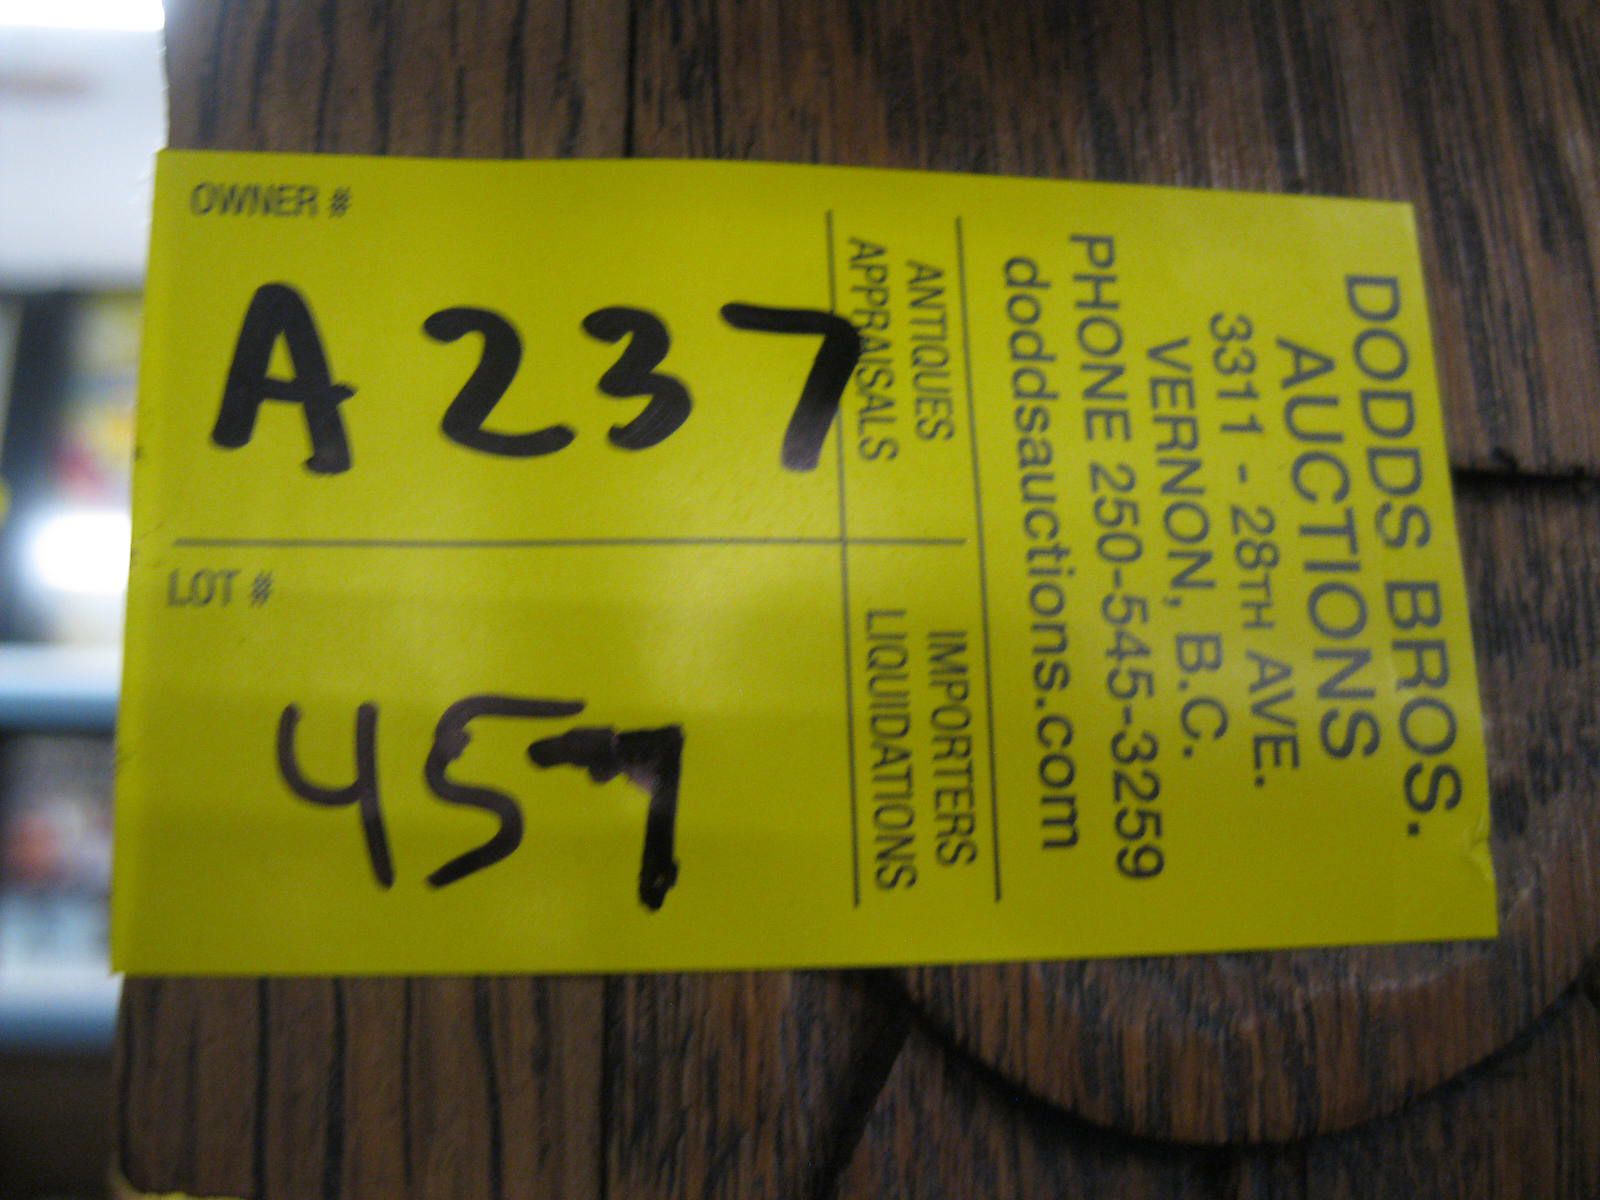 OWNER #
A 237
LOT #
457
DODDS BROS.
AUCTIONS
3311 - 28TH AVE.
VERNON, B.C.
PHONE 250-545-3259
doddsauctions.com
ANTIQUES
APPRAISALS
IMPORTERS
LIQUIDATIONS